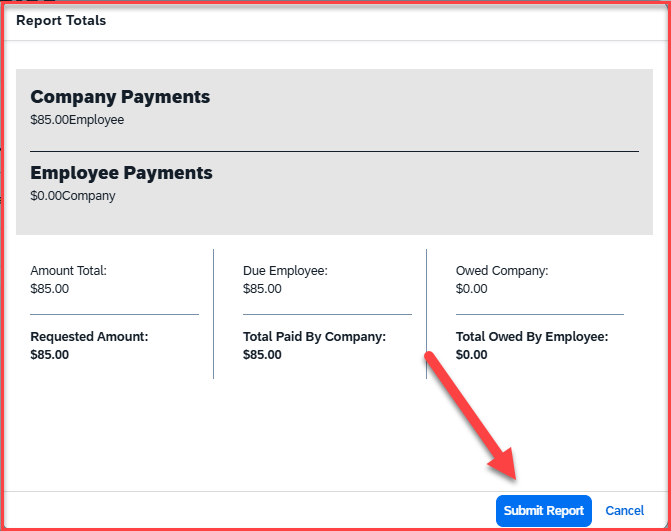 Report Totals
Company Payments
$85.00Employee
Employee Payments
$0.00Company
Amount Total:
$85.00
Due Employee:
$85.00
Owed Company:
$0.00
Requested Amount:
$85.00
Total Paid By Company:
$85.00
Total Owed By Employee:
$0.00
Submit Report
Cancel